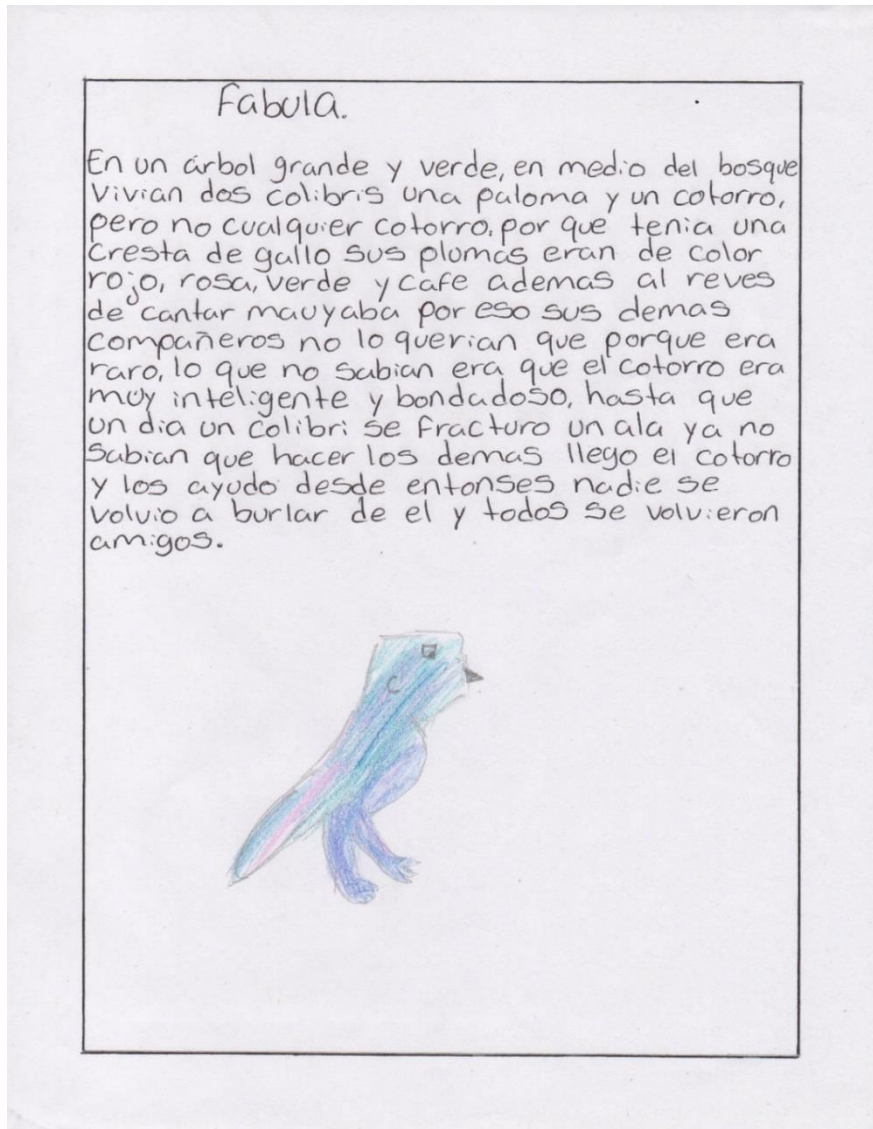 Fabula.
En un árbol grande y verde, en medio del bosque
vivian dos colibris una paloma y un cotorro,
pero no cualquier cotorro, por que tenia una
cresta de gallo sus plumas eran de color
rojo, rosa, verde y cafe ademas al reves
de cantar mauyaba por eso sus demas
compañeros no lo querian que porque era
raro, lo que no sabian era que el cotorro era
muy inteligente y bondadoso, hasta que
un dia un colibri se fracturo un ala ya no
sabian que hacer los demas llego el cotorro
y los ayudo desde entonses nadie se
volvio a burlar de el y todos se volvieron
amigos.